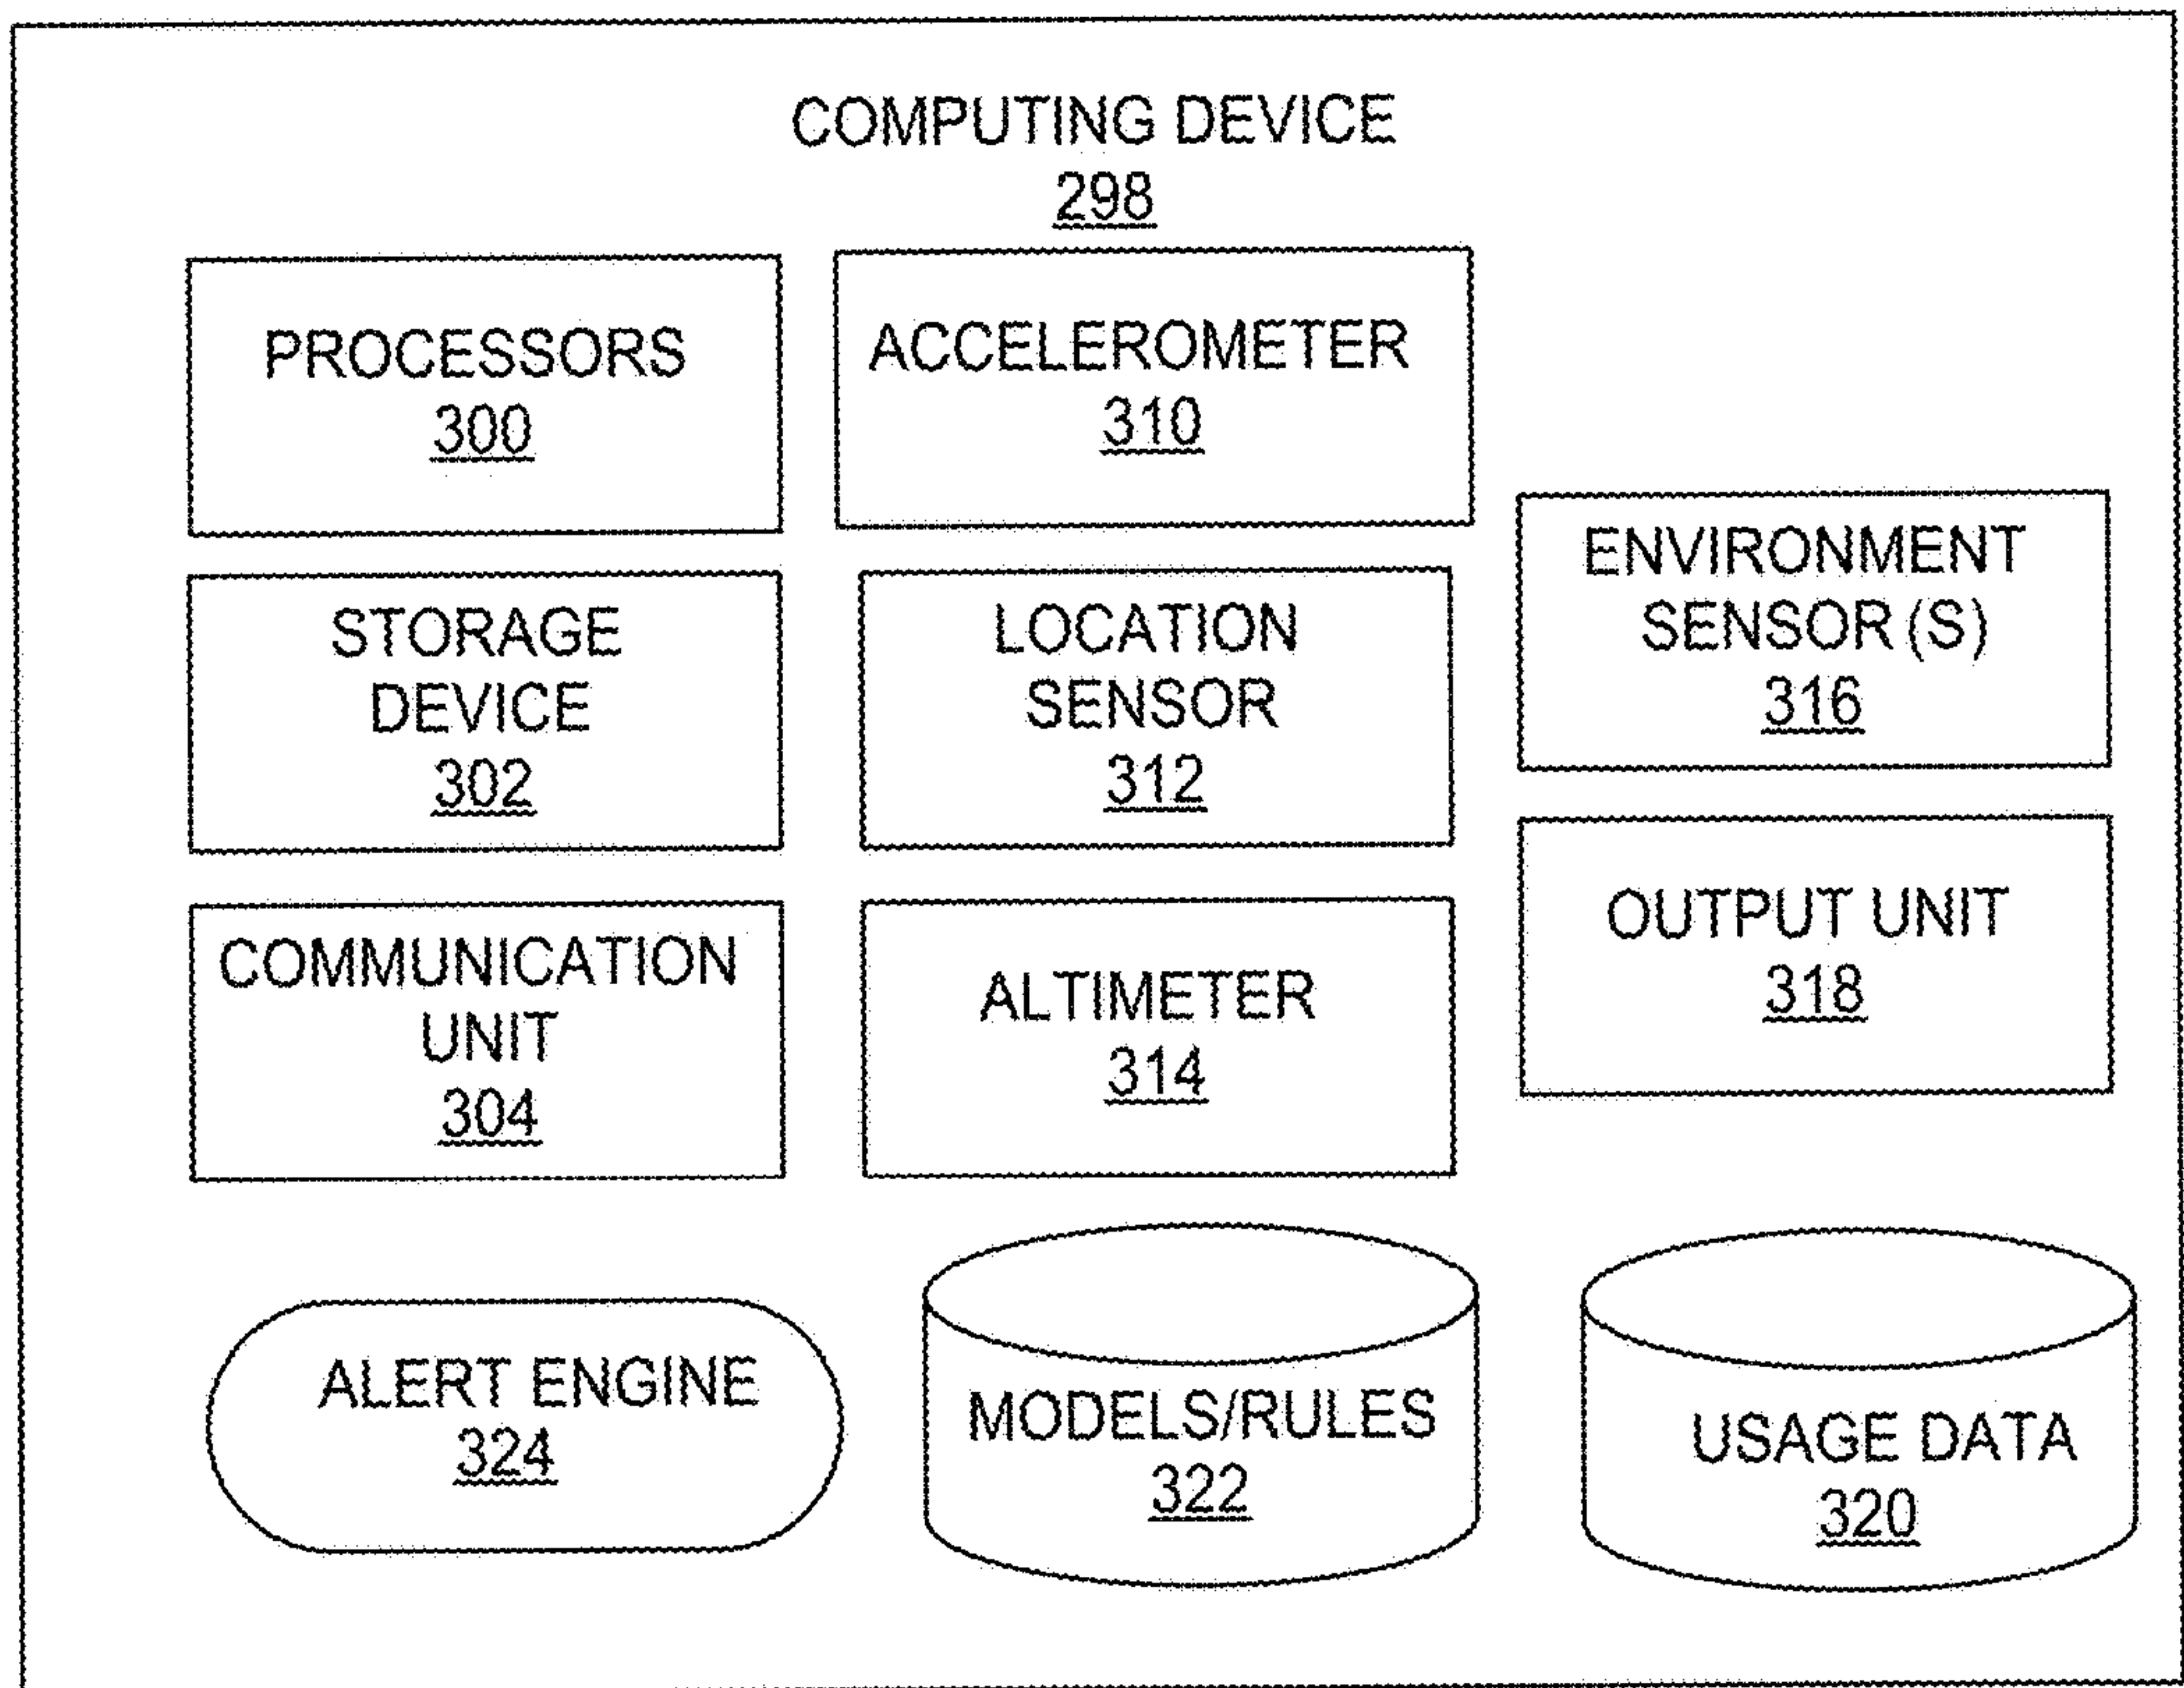 COMPUTING DEVICE
298
PROCESSORS
300
ACCELEROMETER
310
STORAGE
DEVICE
302
LOCATION
SENSOR
312
ENVIRONMENT
SENSOR (S)
316
COMMUNICATION
UNIT
304
ALTIMETER
314
OUTPUT UNIT
318
ALERT ENGINE
324
MODELS/RULES
322
USAGE DATA
320